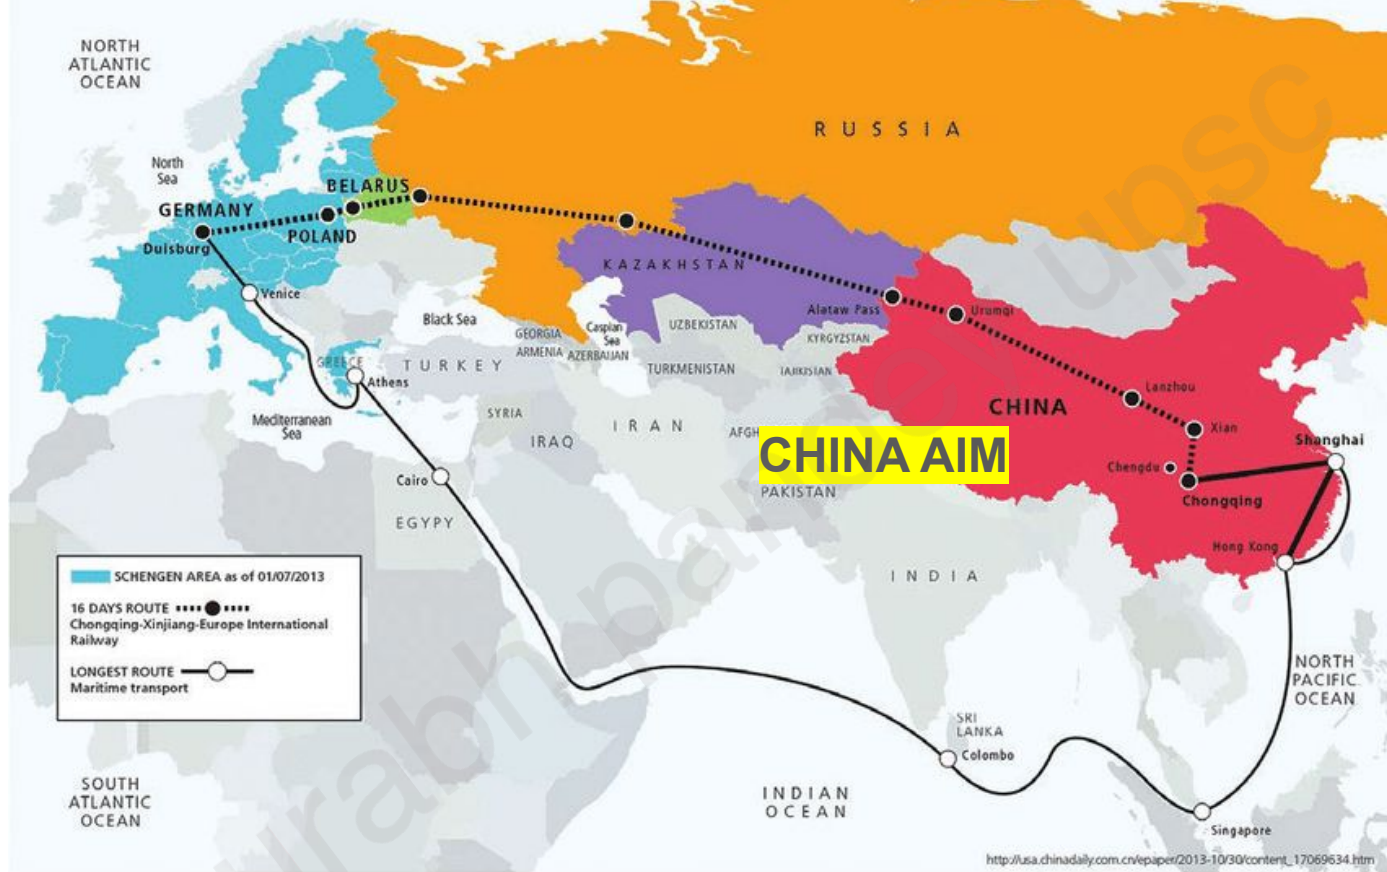 NORTH
ATLANTIC
OCEAN
RUSSIA
North
Sea
BELARUS
GERMANY
POLAND
Duisburg
KAZAKHSTAN
Venice
Alataw Pass
Urumqi
Black Sea
Caspian
Sea
GEORGIA
UZBEKISTAN
KYRGYZSTAN
ARMENIA
AZERBAIJAN
GREECE
TURKEY
TURKMENISTAN
TAJIKISTAN
Athens
Lanzhou
CHINA
Mediterranean
Sea
SYRIA
IRAQ
IRAN
AFGH
CHINA AIM
Xian
Shanghai
Chengdu
Cairo
PAKISTAN
Chongqing
EGYPT
Hong Kong
INDIA
SCHENGEN AREA as of 01/07/2013
16 DAYS ROUTE
Chongqing-Xinjiang-Europe International
Railway
LONGEST ROUTE
Maritime transport
NORTH
PACIFIC
OCEAN
SRI
LANKA
Colombo
SOUTH
ATLANTIC
OCEAN
INDIAN
OCEAN
Singapore
http://usa.chinadaily.com.cn/epaper/2013-10/30/content_17069634.htm
urabh pandey upsc